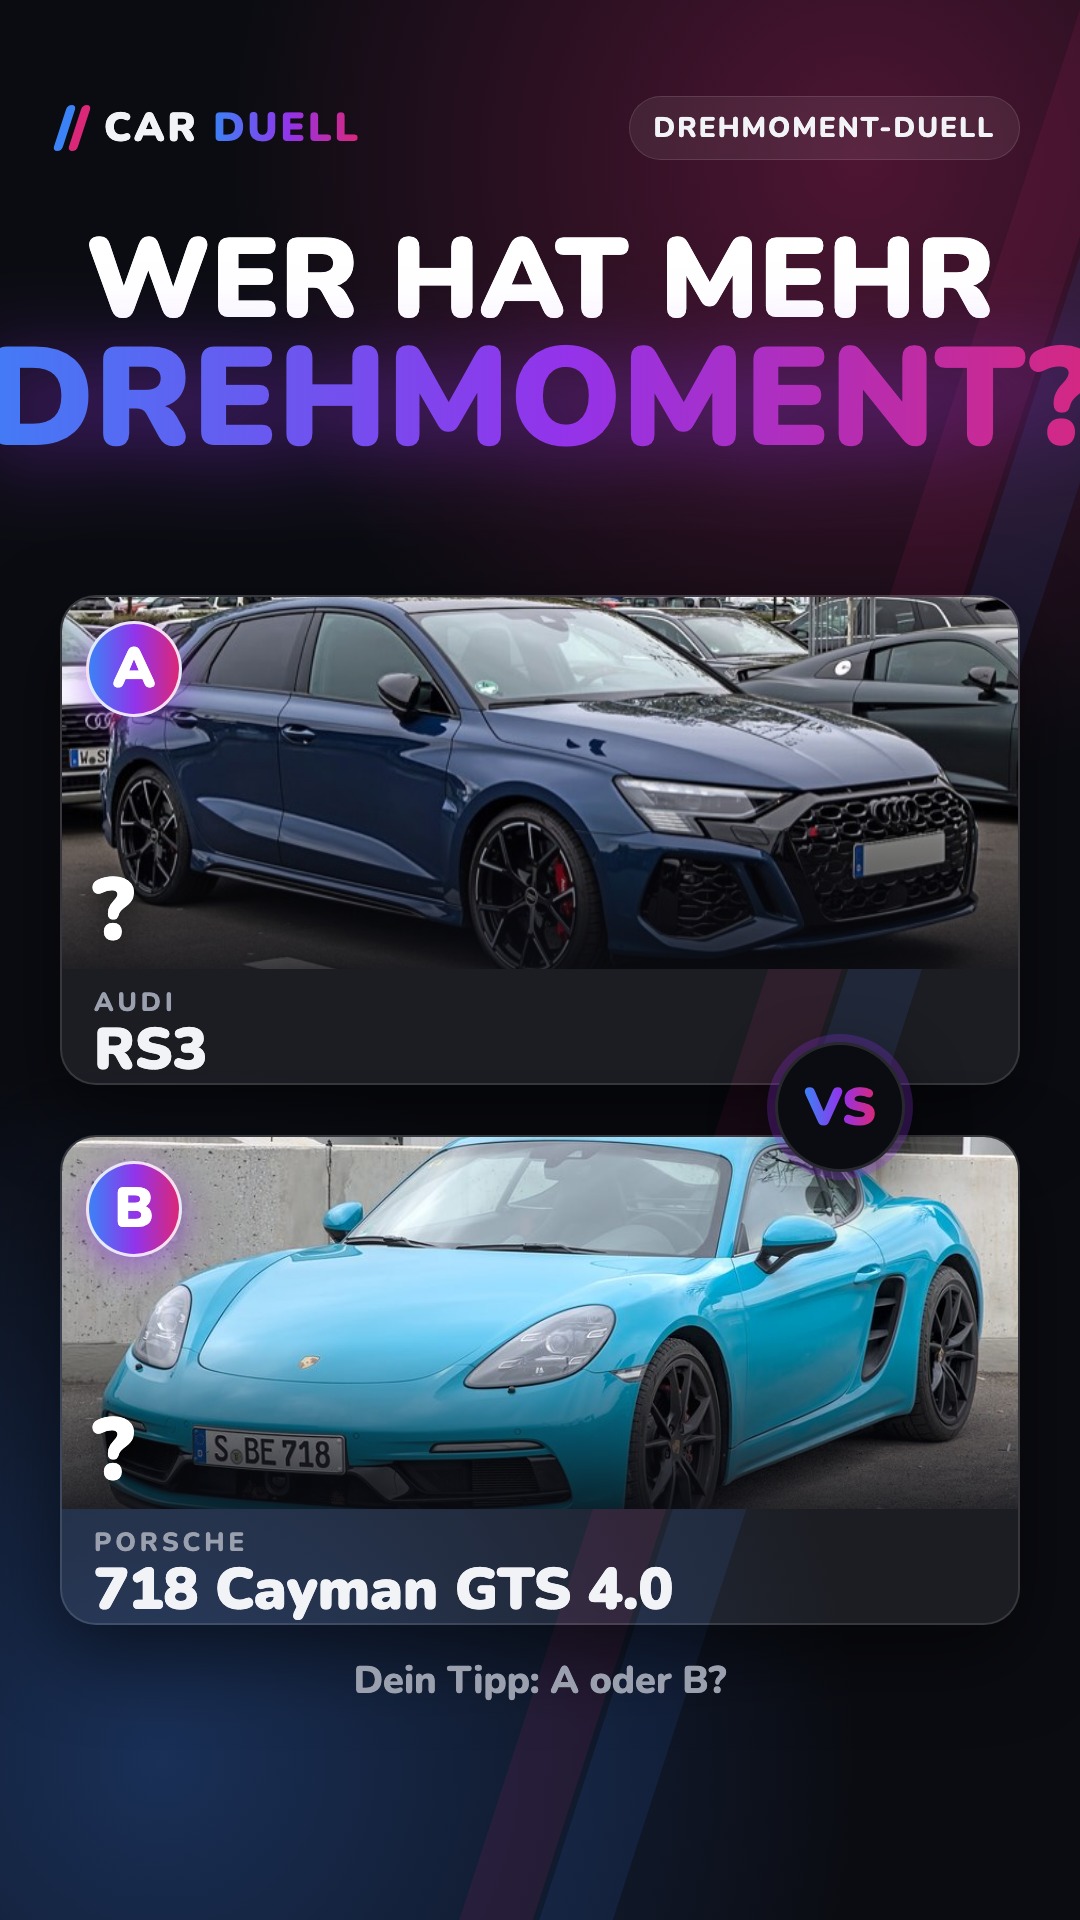 // CAR DUELL
DREHMOMENT-DUELL
WER HAT MEHR
DREHMOMENT?
A
?
AUDI
RS3
VS
B
S BE 718
?
PORSCHE
718 Cayman GTS 4.0
Dein Tipp: A oder B?